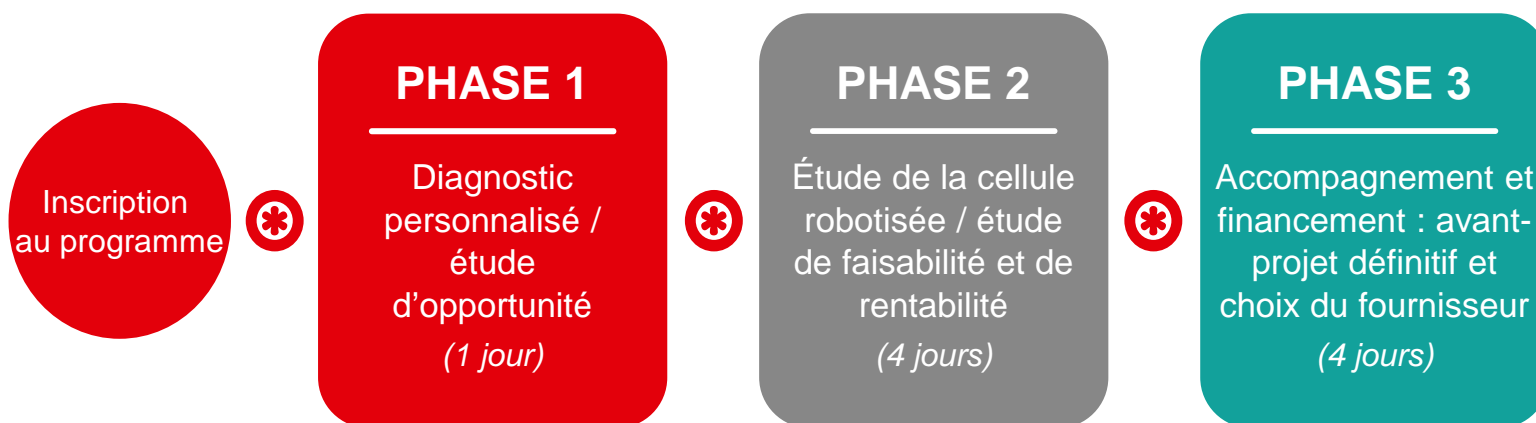 Inscription
au programme
PHASE 1
Diagnostic
personnalisé /
étude
d’opportunité
(1 jour)
PHASE 2
Étude de la cellule
robotisée / étude
de faisabilité et de
rentabilité
(4 jours)
PHASE 3
Accompagnement et
financement : avant-
projet définitif et
choix du fournisseur
(4 jours)